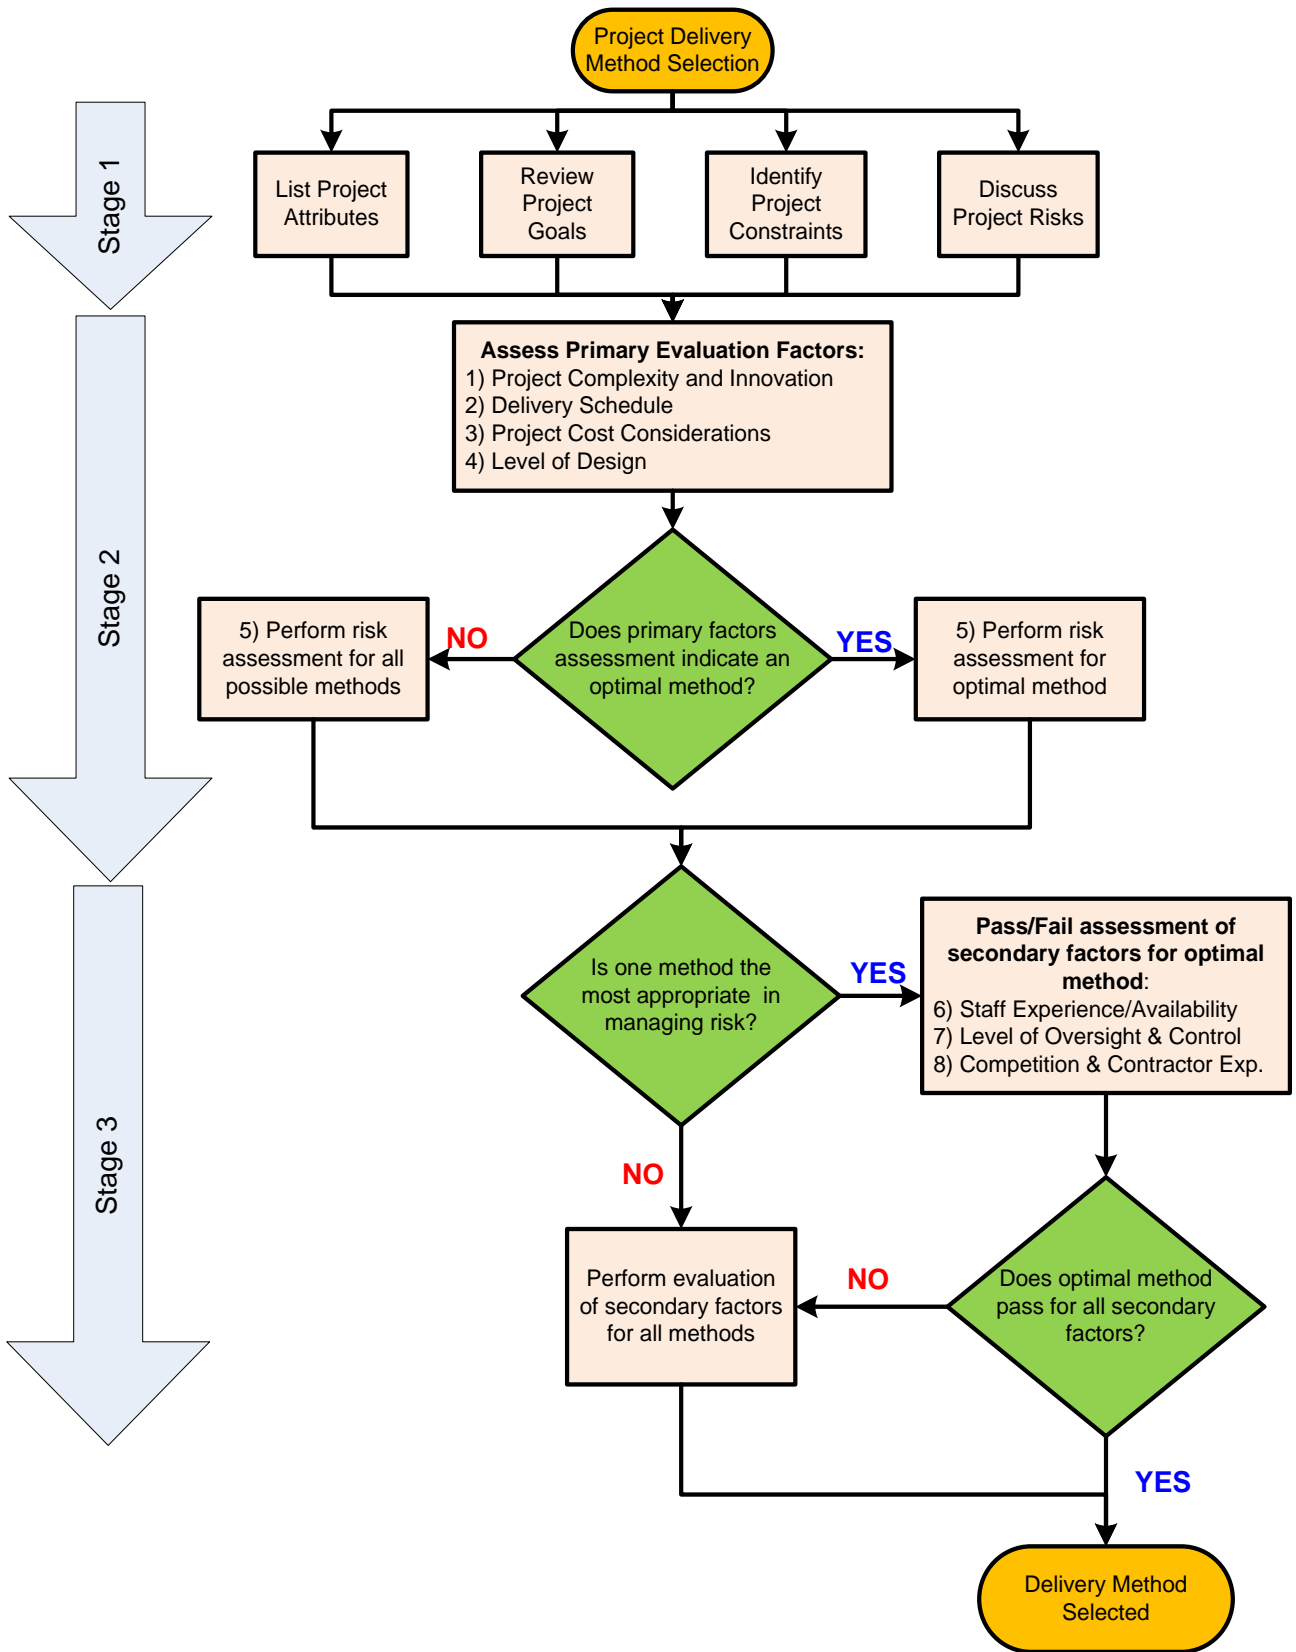 Project Delivery
Method Selection
Stage 1
List Project
Attributes
Review
Project
Goals
Identify
Project
Constraints
Discuss
Project Risks
Assess Primary Evaluation Factors:
1) Project Complexity and Innovation
2) Delivery Schedule
3) Project Cost Considerations
4) Level of Design
Stage 2
5) Perform risk
assessment for all
possible methods
NO
Does primary factors
assessment indicate an
optimal method?
YES
5) Perform risk
assessment for
optimal method
Stage 3
Is one method the
most appropriate in
managing risk?
YES
Pass/Fail assessment of
secondary factors for optimal
method:
6) Staff Experience/Availability
7) Level of Oversight & Control
8) Competition & Contractor Exp.
NO
Perform evaluation
of secondary factors
for all methods
NO
Does optimal method
pass for all secondary
factors?
YES
Delivery Method
Selected